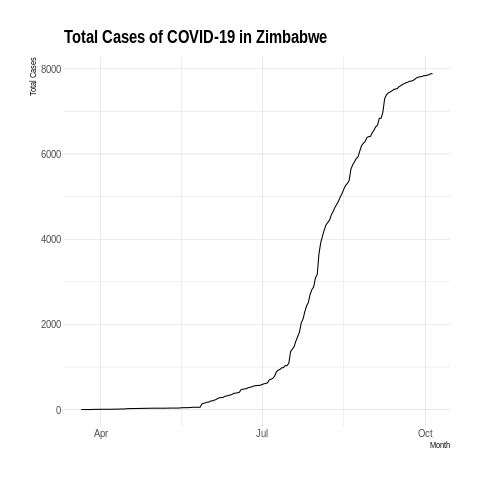 Total Cases of COVID-19 in Zimbabwe
Total Cases
8000
6000
4000
2000
0
Apr
Jul
Oct
Month